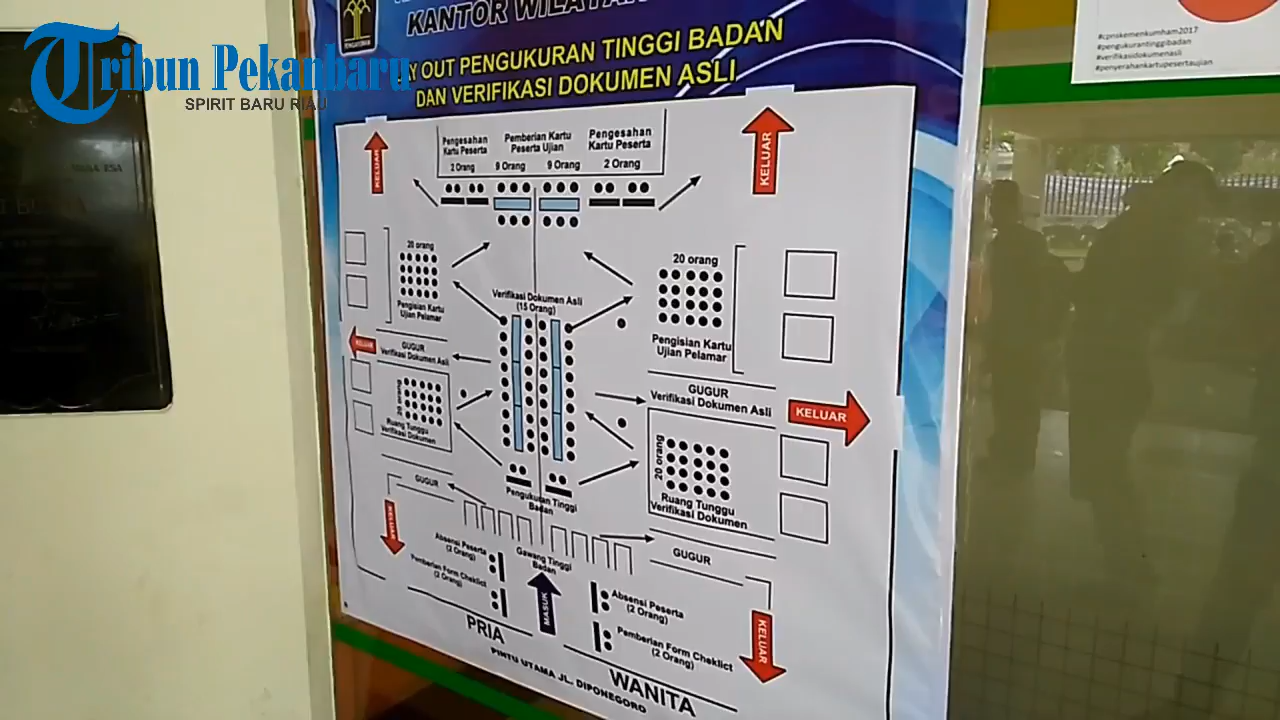 Tribun Pekanbaru
SPIRIT BARU RIAU
KANTOR
OUT PENGUKURAN TINGGI BADAN
DAN VERIFIKASI DOKUMEN ASLI
PENGAYOMAN
#cpnskemenkumham2017
#pengukurantinggibadan
#verifikasidokumenasli
#penyerahankartupesertaujian
KELUAR
Pengesahan
Kartu Peserta
2 Orang
Pemberian Kartu
Peserta Ujian
9 Orang
9 Orang
Pengesahan
Kartu Peserta
2 Orang
KELUAR
20 orang
Pengisian Kartu
Ujian Pelamar
Verifikasi Dokumen Asli
(15 Orang)
20 orang
Pengisian Kartu
Ujian Pelamar
KELUAR
GUGUR
Verifikasi Dokumen Asli
GUGUR
Verifikasi Dokumen Asli
KELUAR
20 orang
Ruang Tunggu
Verifikasi Dokumen
20 orang
Ruang Tunggu
Verifikasi Dokumen
GUGUR
Pengukuran Tinggi
Badan
GUGUR
KELUAR
Absensi Peserta
(2 Orang)
Pemberian Form Cheklict
(2 Orang)
Gawang Tinggi
Badan
MASUK
Absensi Peserta
(2 Orang)
Pemberian Form Cheklict
(2 Orang)
KELUAR
PRIA
WANITA
PINTU UTAMA JL. DIPONEGORO